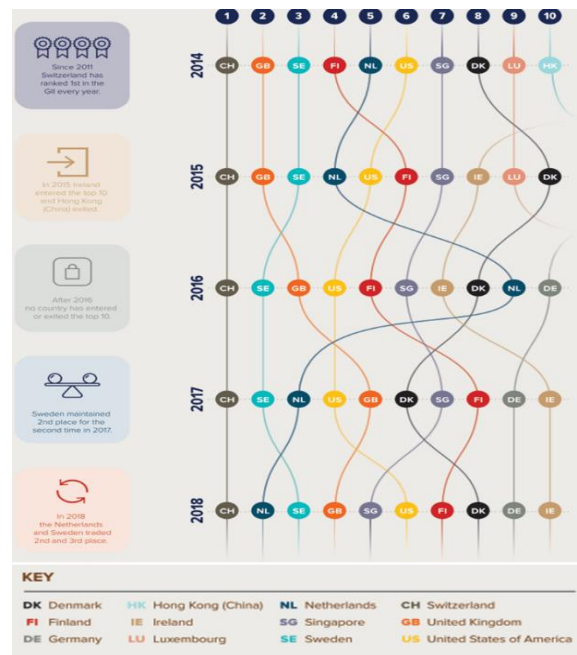 1 2 3 4 5 6 7 8 9 10
2014
CH GB SE FI NL US SG DK LU HK
Since 2011
Switzerland has
ranked 1st in the
GII every year.
2015
CH GB SE NL US FI SG IE LU DK
In 2015 Ireland
entered the top 10
and Hong Kong
(China) exited.
2016
CH SE GB US FI SG IE DK NL DE
After 2016
no country has entered
or exited the top 10.
2017
CH SE NL US GB DK SG FI DE IE
Sweden maintained
2nd place for the
second time in 2017.
2018
CH NL SE GB SG US FI DK DE IE
In 2018
the Netherlands
and Sweden traded
2nd and 3rd place.
KEY
DK Denmark HK Hong Kong (China) NL Netherlands CH Switzerland
FI Finland IE Ireland SG Singapore GB United Kingdom
DE Germany LU Luxembourg SE Sweden US United States of America